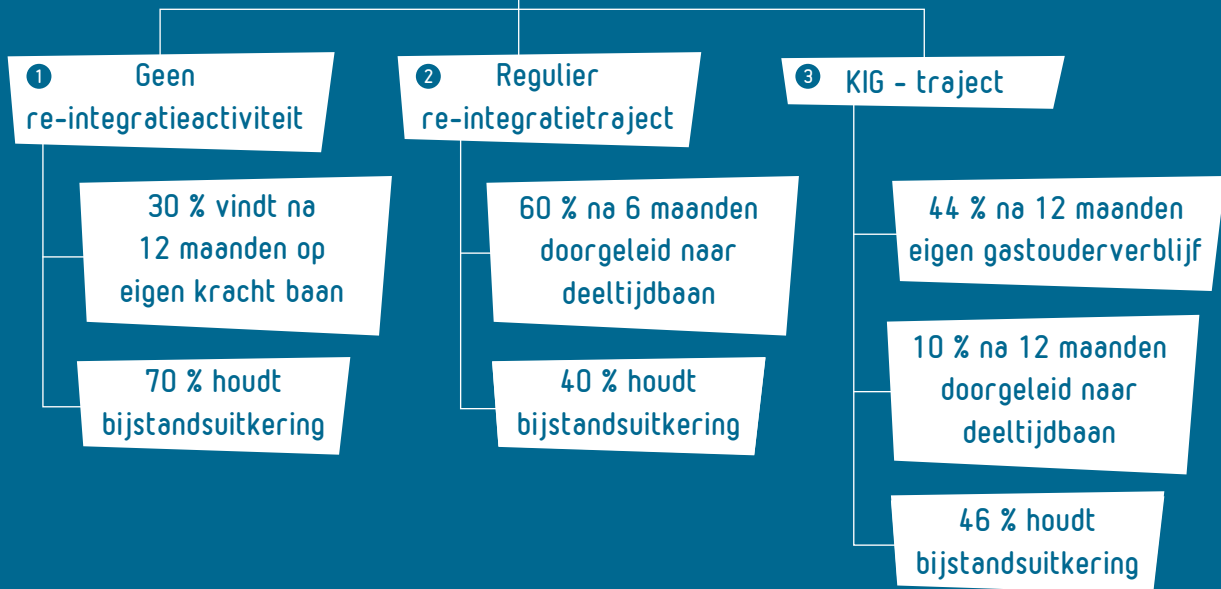 1 Geen
re-integratieactiviteit
30 % vindt na
12 maanden op
eigen kracht baan
70 % houdt
bijstandsuitkering
2 Regulier
re-integratietraject
60 % na 6 maanden
doorgeleid naar
deeltijdbaan
40 % houdt
bijstandsuitkering
3 KIG - traject
44 % na 12 maanden
eigen gastouderverblijf
10 % na 12 maanden
doorgeleid naar
deeltijdbaan
46 % houdt
bijstandsuitkering